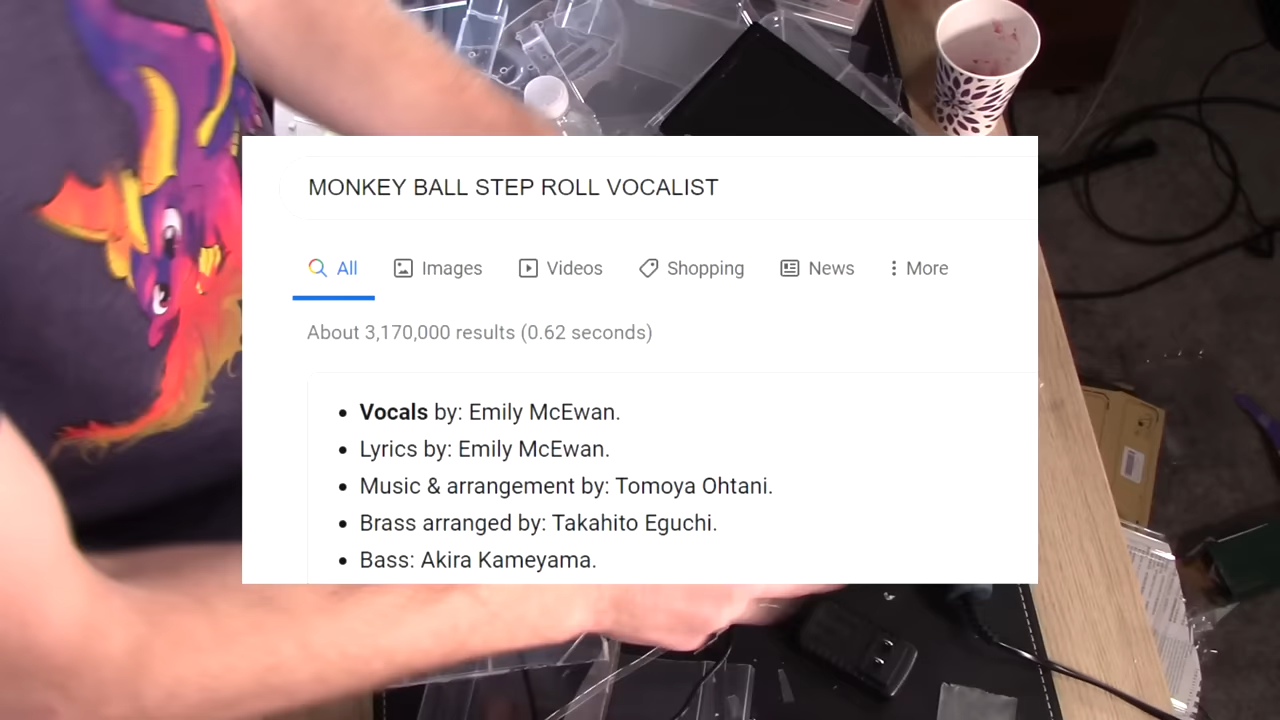 MONKEY BALL STEP ROLL VOCALIST
All Images Videos Shopping News More
About 3,170,000 results (0.62 seconds)
Vocals by: Emily McEwan.
Lyrics by: Emily McEwan.
Music & arrangement by: Tomoya Ohtani.
Brass arranged by: Takahito Eguchi.
Bass: Akira Kameyama.